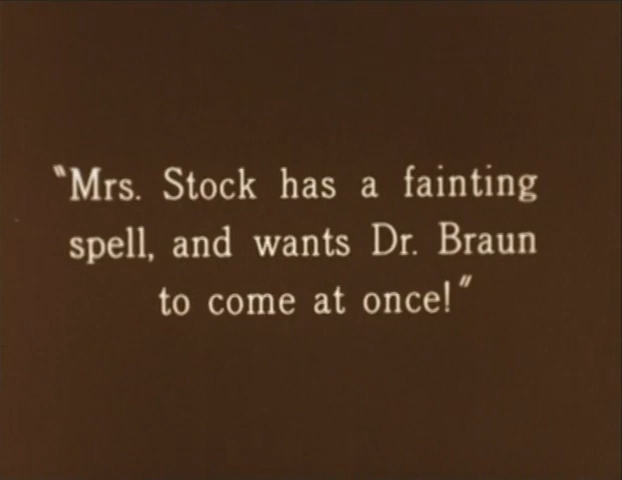 "Mrs. Stock has a fainting
spell, and wants Dr. Braun
to come at once!"